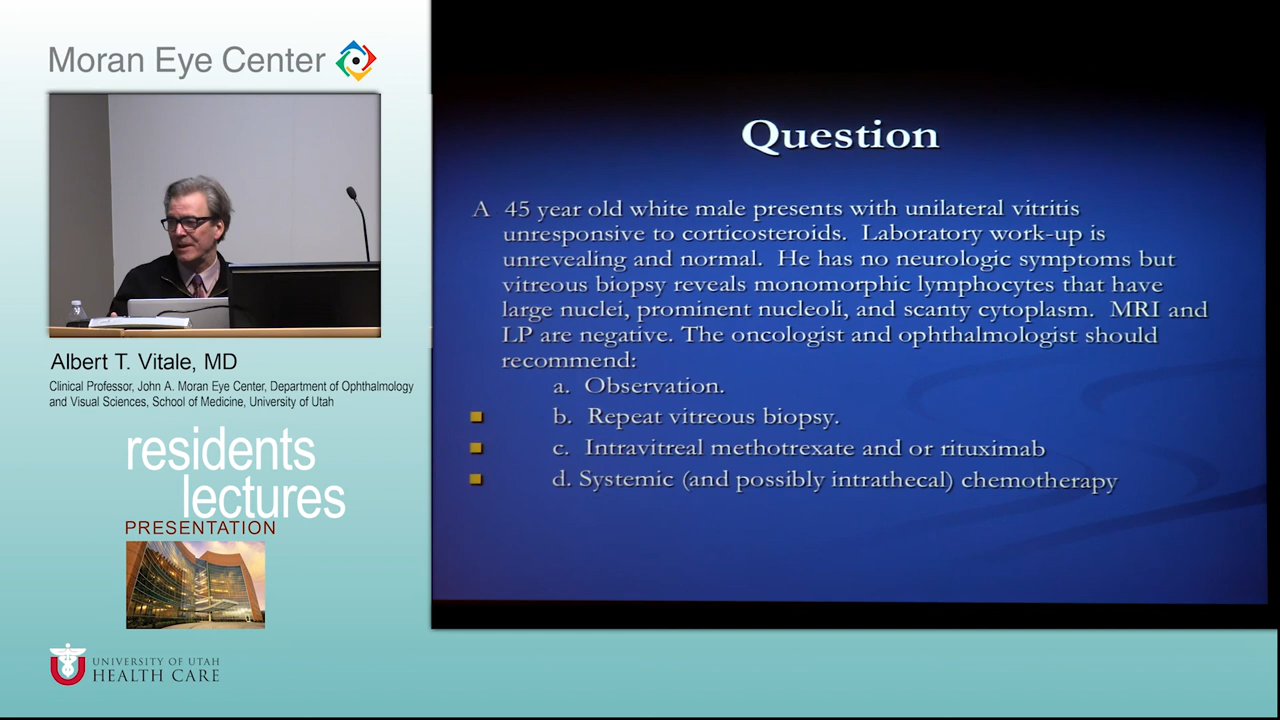 Moran Eye Center
Albert T. Vitale, MD
Clinical Professor, John A. Moran Eye Center, Department of Ophthalmology
and Visual Sciences, School of Medicine, University of Utah
residents
lectures
PRESENTATION
UNIVERSITY OF UTAH
HEALTH CARE
Question
A 45 year old white male presents with unilateral vitritis
unresponsive to corticosteroids. Laboratory work-up is
unrevealing and normal. He has no neurologic symptoms but
vitreous biopsy reveals monomorphic lymphocytes that have
large nuclei, prominent nucleoli, and scanty cytoplasm. MRI and
LP are negative. The oncologist and ophthalmologist should
recommend:
a. Observation.
b. Repeat vitreous biopsy.
c. Intravitreal methotrexate and or rituximab
d. Systemic (and possibly intrathecal) chemotherapy